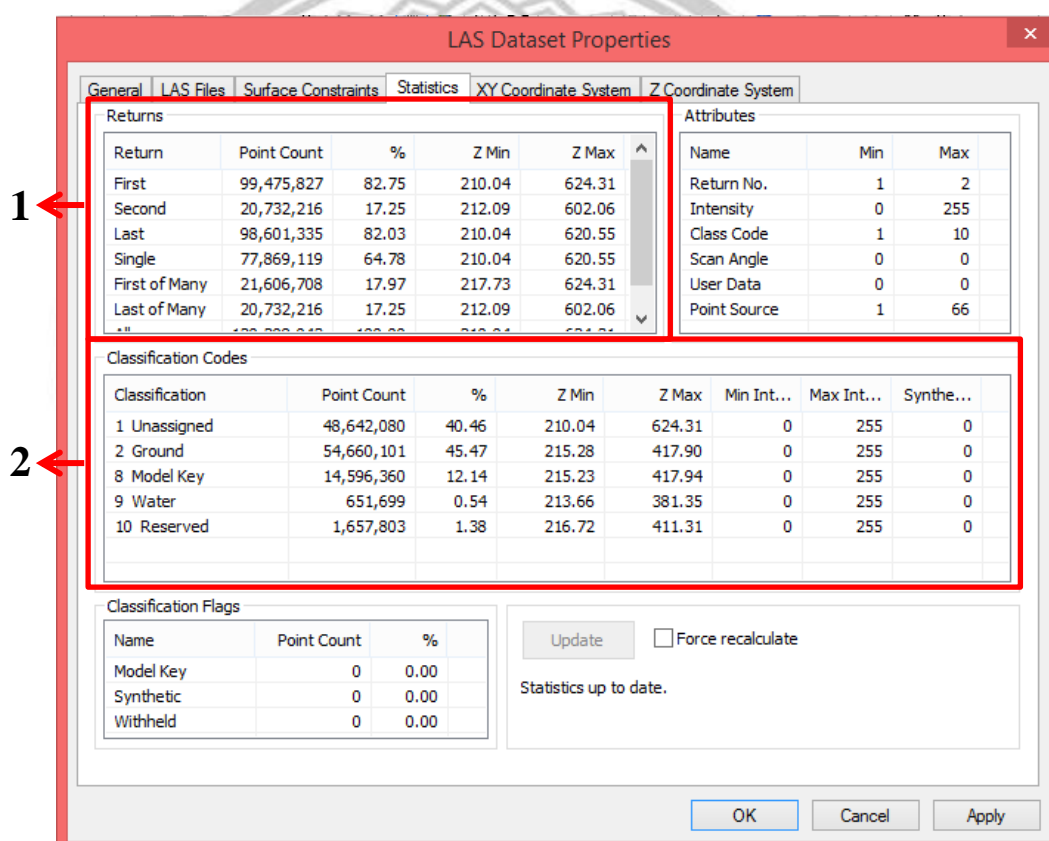 LAS Dataset Properties
General LAS Files Surface Constraints Statistics XY Coordinate System Z Coordinate System
Returns
Return Point Count % Z Min Z Max
First 99,475,827 82.75 210.04 624.31
Second 20,732,216 17.25 212.09 602.06
Last 98,601,335 82.03 210.04 620.55
Single 77,869,119 64.78 210.04 620.55
First of Many 21,606,708 17.97 217.73 624.31
Last of Many 20,732,216 17.25 212.09 602.06
1
Attributes
Name Min Max
Return No. 1 2
Intensity 0 255
Class Code 1 10
Scan Angle 0 0
User Data 0 0
Point Source 1 66
Classification Codes
Classification Point Count % Z Min Z Max Min Int... Max Int... Synthe...
1 Unassigned 48,642,080 40.46 210.04 624.31 0 255 0
2 Ground 54,660,101 45.47 215.28 417.90 0 255 0
8 Model Key 14,596,360 12.14 215.23 417.94 0 255 0
9 Water 651,699 0.54 213.66 381.35 0 255 0
10 Reserved 1,657,803 1.38 216.72 411.31 0 255 0
2
Classification Flags
Name Point Count %
Model Key 0 0.00
Synthetic 0 0.00
Withheld 0 0.00
Update Force recalculate
Statistics up to date.
OK Cancel Apply